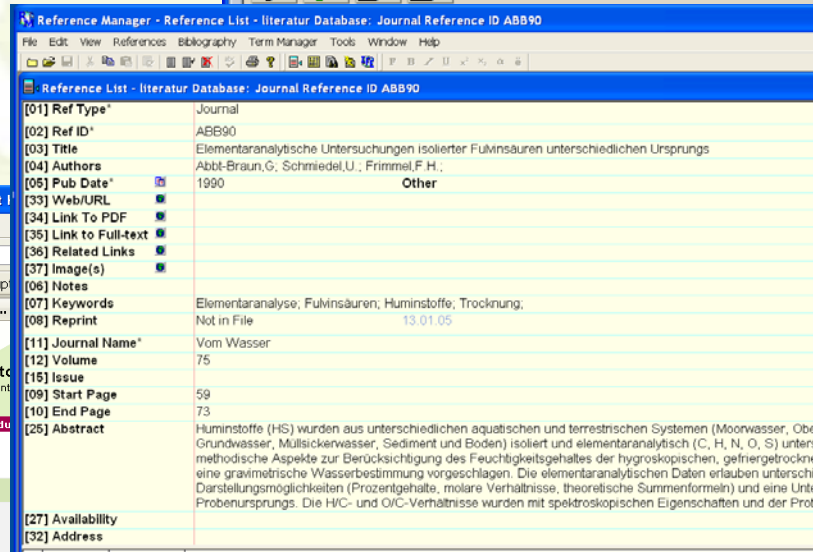 Reference Manager - Reference List - literatur Database: Journal Reference ID ABB90
File Edit View References Bibliography Term Manager Tools Window Help
Reference List - literatur Database: Journal Reference ID ABB90
[01] Ref Type* Journal
[02] Ref ID* ABB90
[03] Title Elementaranalytische Untersuchungen isolierter Fulvinsäuren unterschiedlichen Ursprungs
[04] Authors Abbt-Braun,G; Schmiedel,U.; Frimmel,F.H.;
[05] Pub Date* 1990 Other
[33] Web/URL
[34] Link To PDF
[35] Link to Full-text
[36] Related Links
[37] Image(s)
[06] Notes
[07] Keywords Elementaranalyse; Fulvinsäuren; Huminstoffe; Trocknung;
[08] Reprint Not in File 13.01.05
[11] Journal Name* Vom Wasser
[12] Volume 75
[15] Issue
[09] Start Page 59
[10] End Page 73
[25] Abstract Huminstoffe (HS) wurden aus unterschiedlichen aquatischen und terrestrischen Systemen (Moorwasser, Obe
Grundwasser, Müllsickerwasser, Sediment und Boden) isoliert und elementaranalytisch (C, H, N, O, S) unters
methodische Aspekte zur Berücksichtigung des Feuchtigkeitsgehaltes der hygroskopischen, gefriergetrockne
eine gravimetrische Wasserbestimmung vorgeschlagen. Die elementaranalytischen Daten erlauben unterschi
Darstellungsmöglichkeiten (Prozentgehalte, molare Verhältnisse, theoretische Summenformeln) und eine Unte
Probenursprungs. Die H/C- und O/C-Verhältnisse wurden mit spektroskopischen Eigenschaften und der Prot
[27] Availability
[32] Address